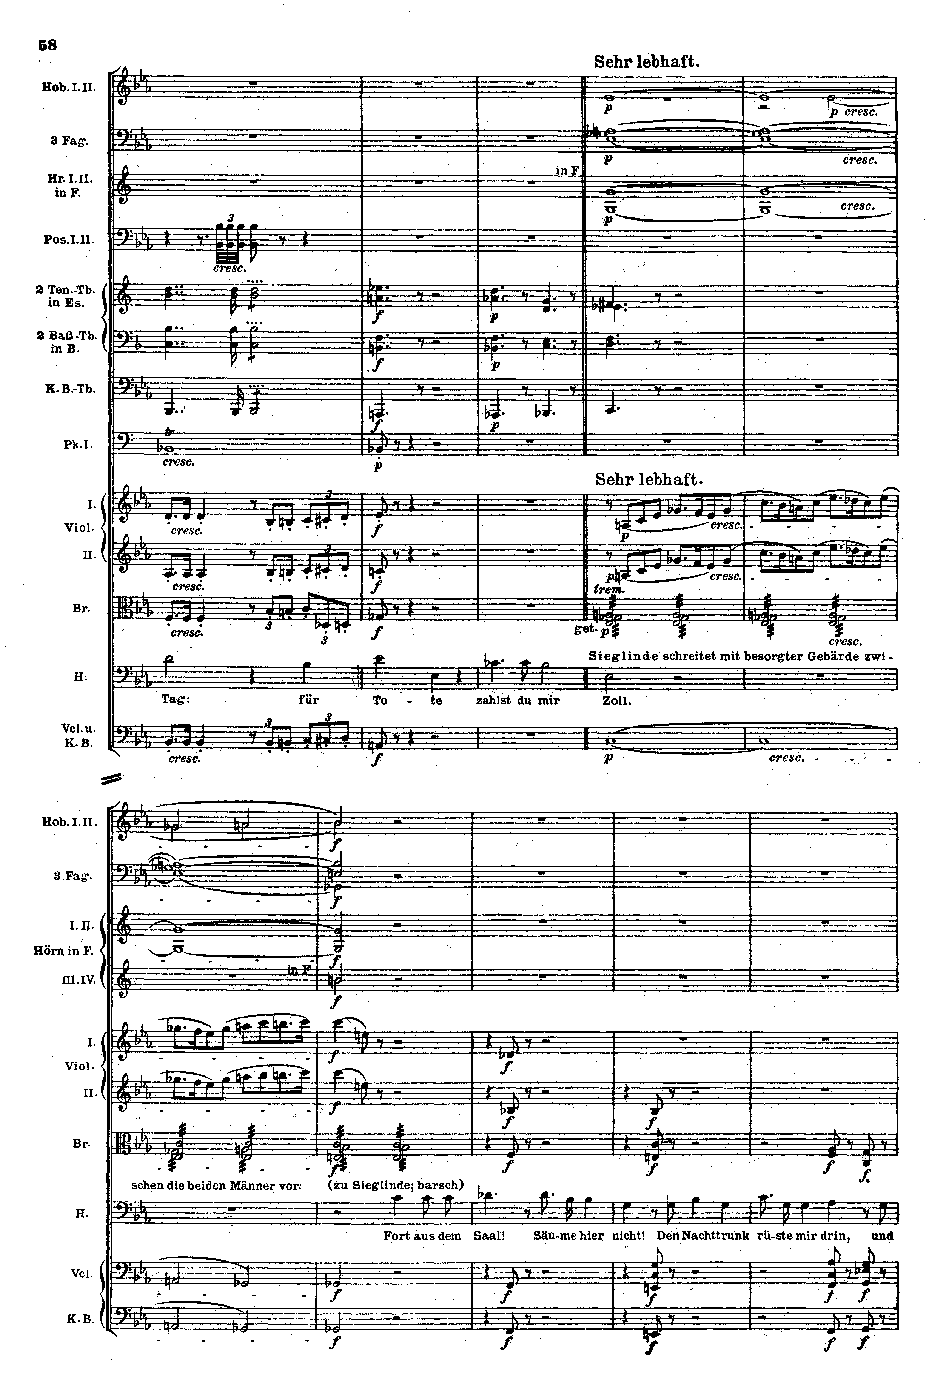 58
Sehr lebhaft.
Hob. I. II.
p
p cresc.
3 Fag.
p
cresc.
Hr. I. II.
in F.
in F.
p
cresc.
Pos. I. II.
3
cresc.
2 Ten.-Tb.
in Es.
f
p
2 Baß-Tb.
in B.
f
p
K. B.-Tb.
f
p
Pk. I.
cresc.
p
Sehr lebhaft.
Viol.
I.
cresc.
3
f
p
cresc.
II.
cresc.
3
f
p
cresc.
trem.
Br.
cresc.
3
3
f
get.
p
cresc.
Sieglinde schreitet mit besorgter Gebärde zwi-
H:
Tag: für To - te zahlst du mir Zoll.
Vcl. u.
K. B.
3
3
cresc.
f
p
cresc.
Hob. I. II.
f
3 Fag.
f
Hörn in F.
I. II.
f
III. IV.
in F.
f
Viol.
I.
f
f
II.
f
f
f
Br.
f
f
f
f
f.
schen die beiden Männer vor. (zu Sieglinde; barsch)
H.
Fort aus dem Saal! Säu-me hier nicht! Den Nachttrunk rü-ste mir drin, und
Vcl.
f
f
f
f
K. B.
f
f
f
f
f